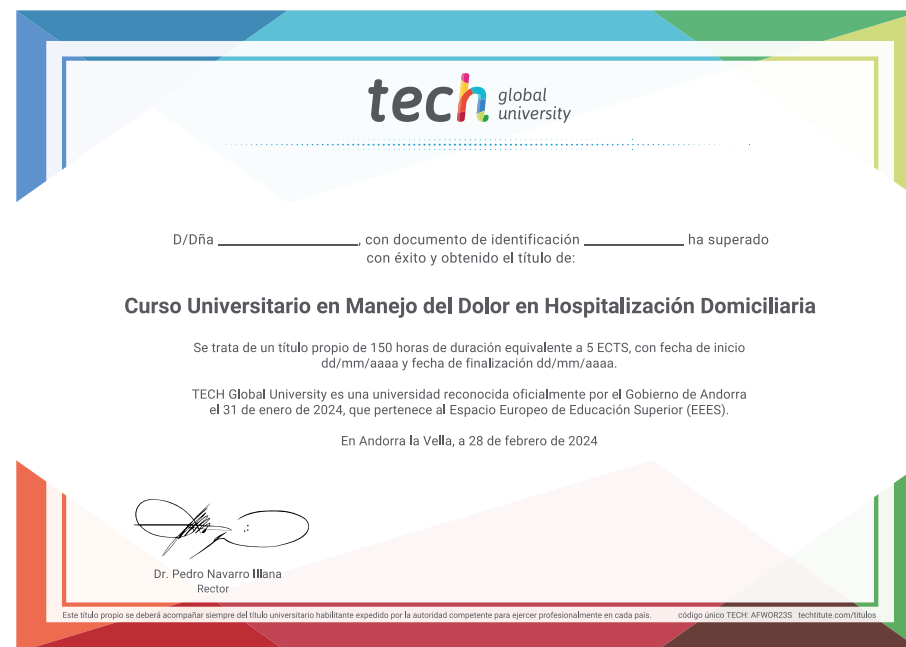 tech global university
D/Dña ____________________, con documento de identificación ______________ ha superado
con éxito y obtenido el título de:
Curso Universitario en Manejo del Dolor en Hospitalización Domiciliaria
Se trata de un título propio de 150 horas de duración equivalente a 5 ECTS, con fecha de inicio
dd/mm/aaaa y fecha de finalización dd/mm/aaaa.
TECH Global University es una universidad reconocida oficialmente por el Gobierno de Andorra
el 31 de enero de 2024, que pertenece al Espacio Europeo de Educación Superior (EEES).
En Andorra la Vella, a 28 de febrero de 2024
Dr. Pedro Navarro Illana
Rector
Este título propio se deberá acompañar siempre del título universitario habilitante expedido por la autoridad competente para ejercer profesionalmente en cada país. código único TECH: AFWOR23S techtitute.com/titulos